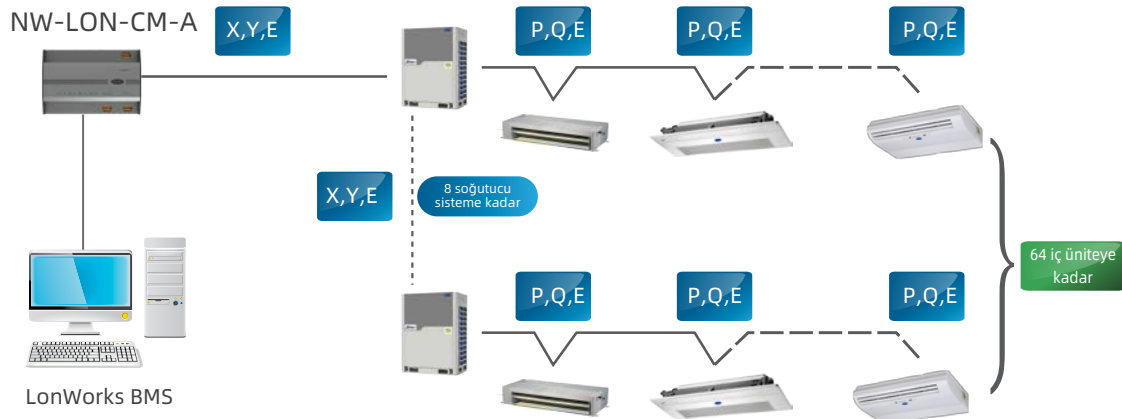 NW-LON-CM-A
X,Y,E
P,Q,E
P,Q,E
P,Q,E
X,Y,E
8 soğutucu
sisteme kadar
64 iç üniteye
kadar
P,Q,E
P,Q,E
P,Q,E
LonWorks BMS